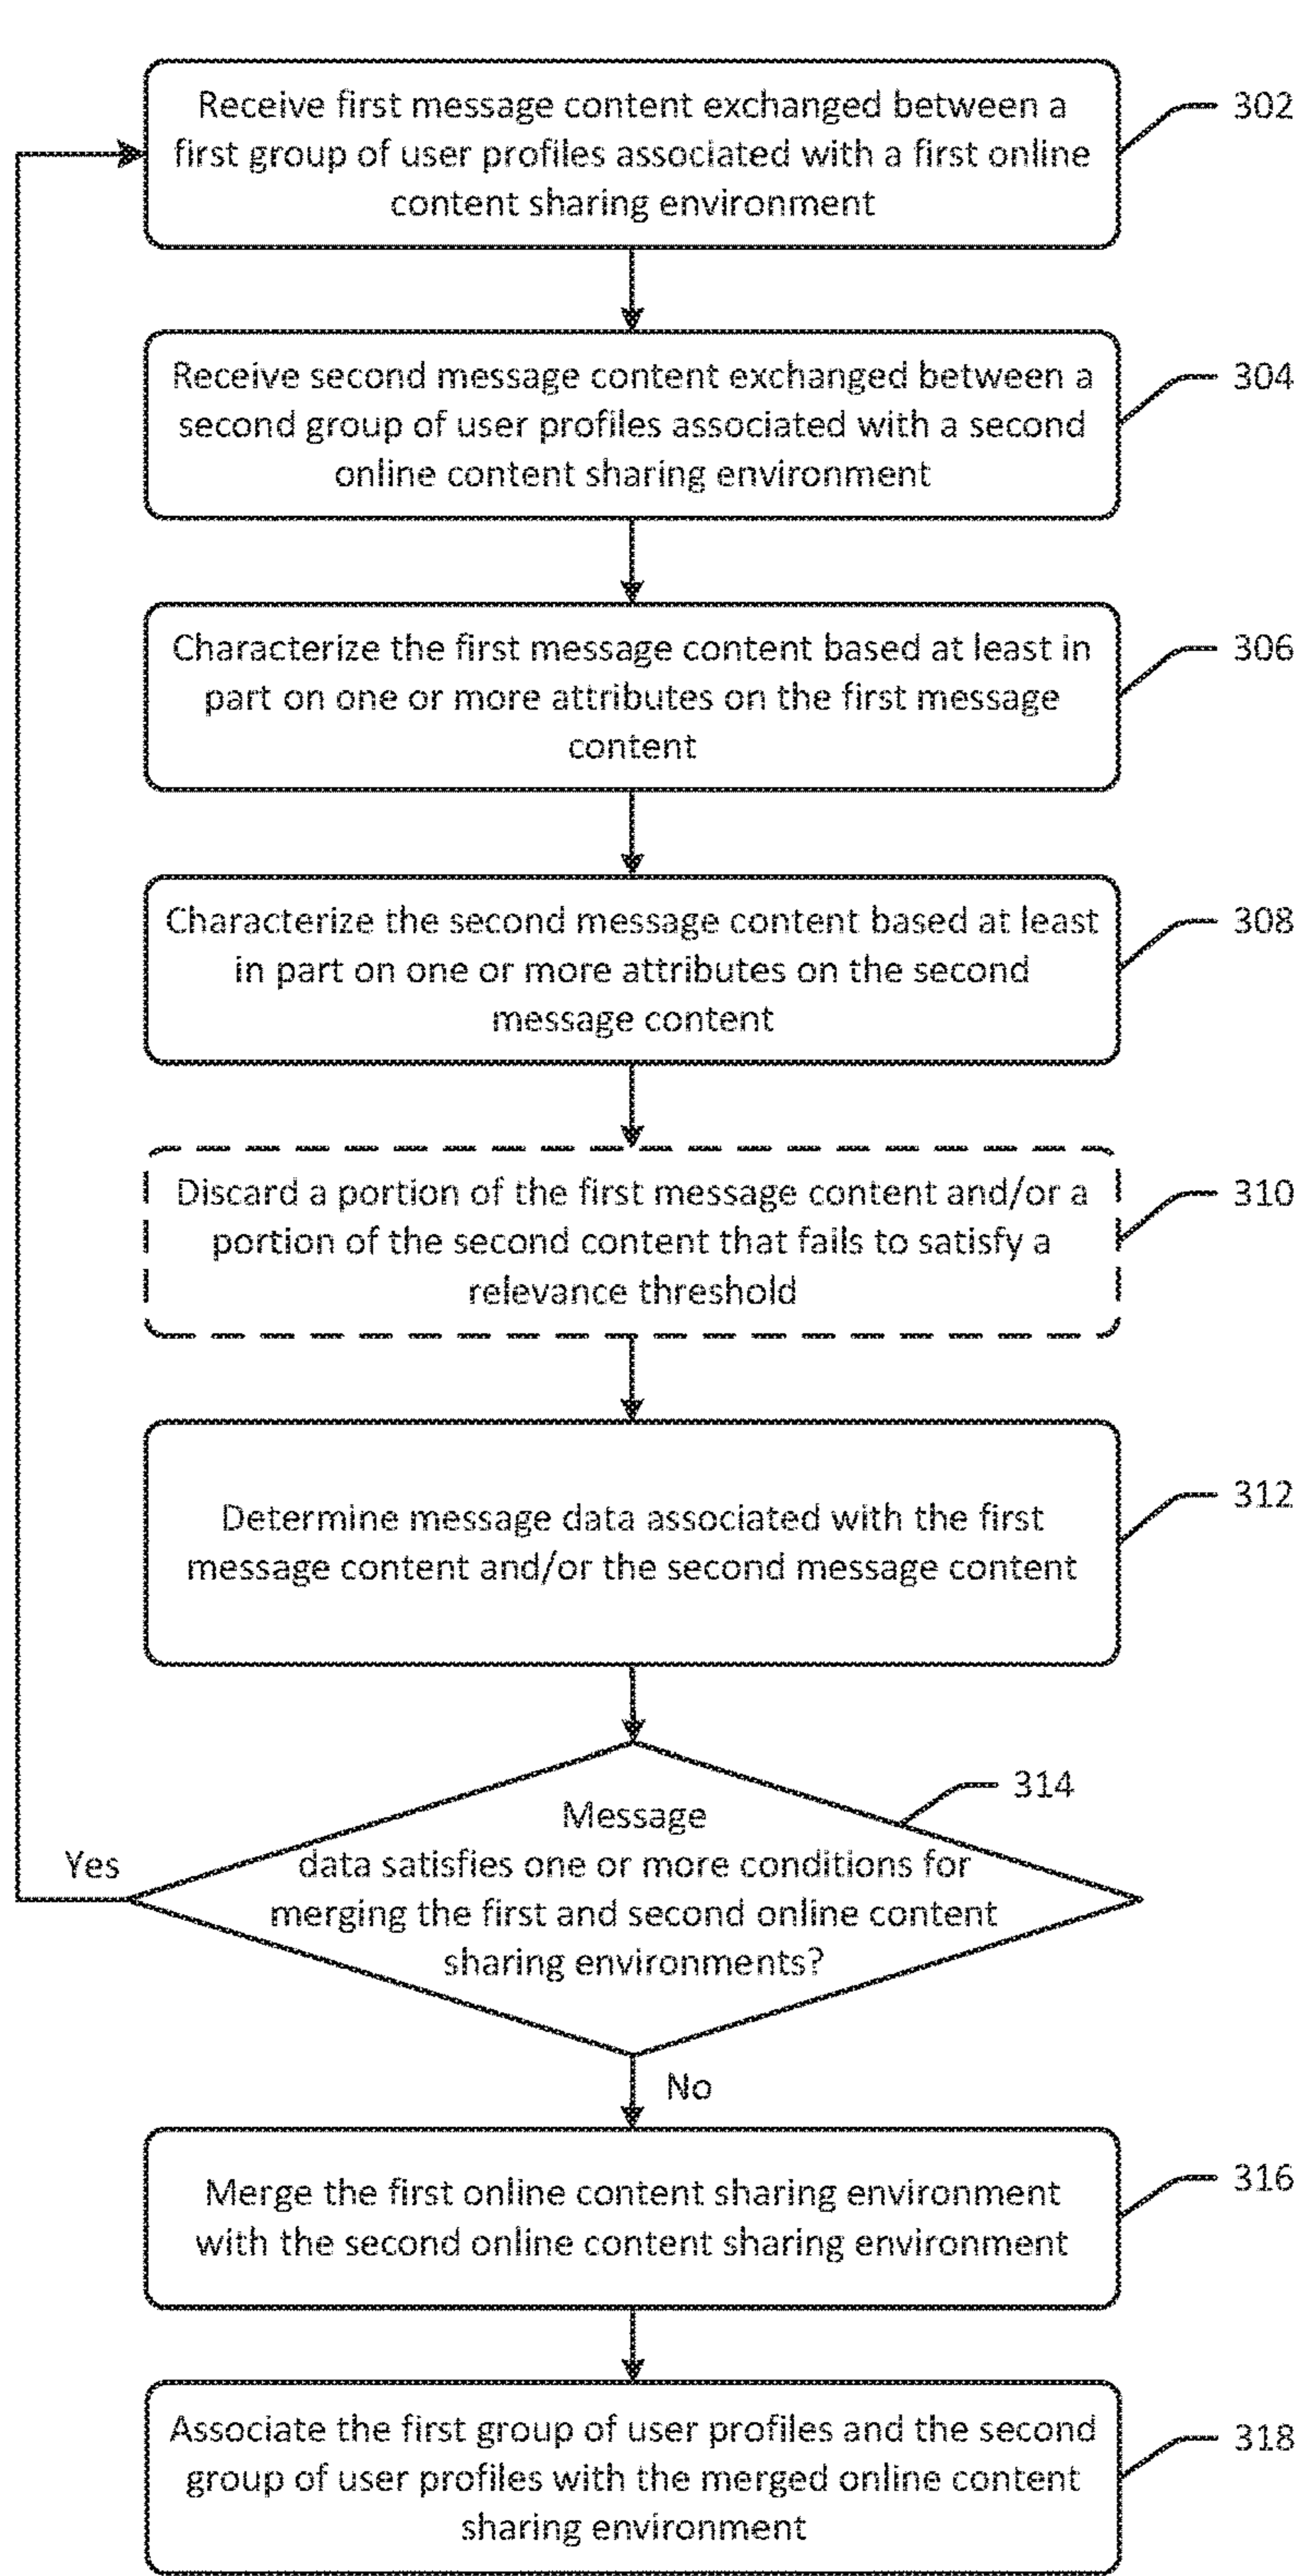 Receive first message content exchanged between a
first group of user profiles associated with a first online
content sharing environment
302
Receive second message content exchanged between a
second group of user profiles associated with a second
online content sharing environment
304
Characterize the first message content based at least in
part on one or more attributes on the first message
content
306
Characterize the second message content based at least
in part on one or more attributes on the second
message content
308
Discard a portion of the first message content and/or a
portion of the second content that fails to satisfy a
relevance threshold
310
Determine message data associated with the first
message content and/or the second message content
312
Message
data satisfies one or more conditions for
merging the first and second online content
sharing environments?
314
Yes
No
Merge the first online content sharing environment
with the second online content sharing environment
316
Associate the first group of user profiles and the second
group of user profiles with the merged online content
sharing environment
318